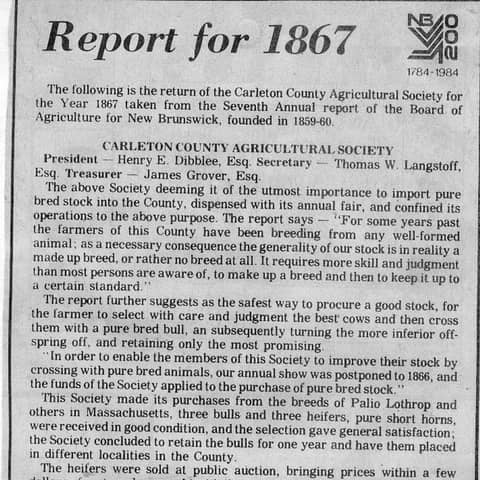 Report for 1867
NB
200
1784-1984
The following is the return of the Carleton County Agricultural Society for
the Year 1867 taken from the Seventh Annual report of the Board of
Agriculture for New Brunswick, founded in 1859-60.
CARLETON COUNTY AGRICULTURAL SOCIETY
President — Henry E. Dibblee, Esq. Secretary — Thomas W. Langstoff,
Esq. Treasurer — James Grover, Esq.
The above Society deeming it of the utmost importance to import pure
bred stock into the County, dispensed with its annual fair, and confined its
operations to the above purpose. The report says — "For some years past
the farmers of this County have been breeding from any well-formed
animal; as a necessary consequence the generality of our stock is in reality a
made up breed, or rather no breed at all. It requires more skill and judgment
than most persons are aware of, to make up a breed and then to keep it up to
a certain standard."
The report further suggests as the safest way to procure a good stock, for
the farmer to select with care and judgment the best cows and then cross
them with a pure bred bull, an subsequently turning the more inferior off-
spring off, and retaining only the most promising.
"In order to enable the members of this Society to improve their stock by
crossing with pure bred animals, our annual show was postponed to 1866, and
the funds of the Society applied to the purchase of pure bred stock."
This Society made its purchases from the breeds of Palio Lothrop and
others in Massachusetts, three bulls and three heifers, pure short horns,
were received in good condition, and the selection gave general satisfaction;
the Society concluded to retain the bulls for one year and have them placed
in different localities in the County.
The heifers were sold at public auction, bringing prices within a few